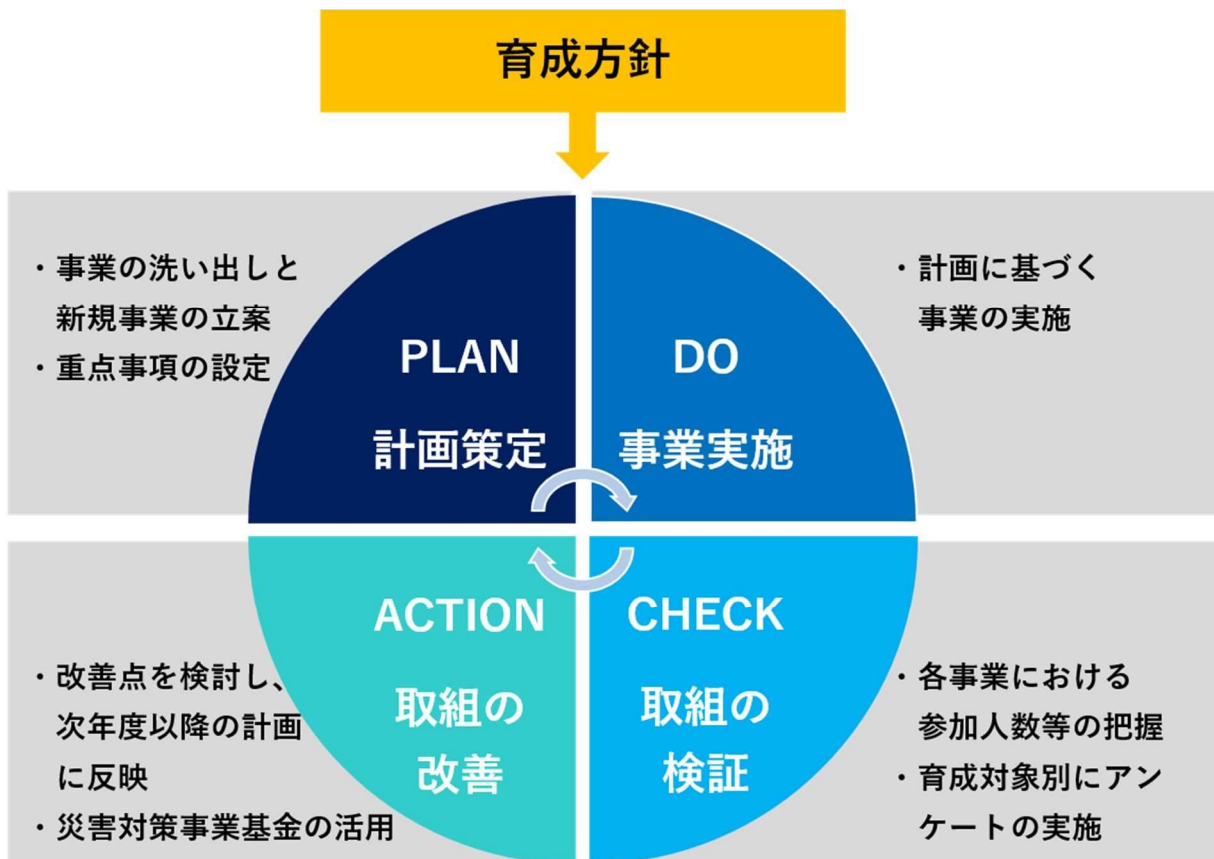 育成方針
・事業の洗い出しと
新規事業の立案
・重点事項の設定
PLAN
計画策定
DO
事業実施
・計画に基づく
事業の実施
ACTION
取組の
改善
・改善点を検討し、
次年度以降の計画
に反映
・災害対策事業基金の活用
CHECK
取組の
検証
・各事業における
参加人数等の把握
・育成対象別にアン
ケートの実施